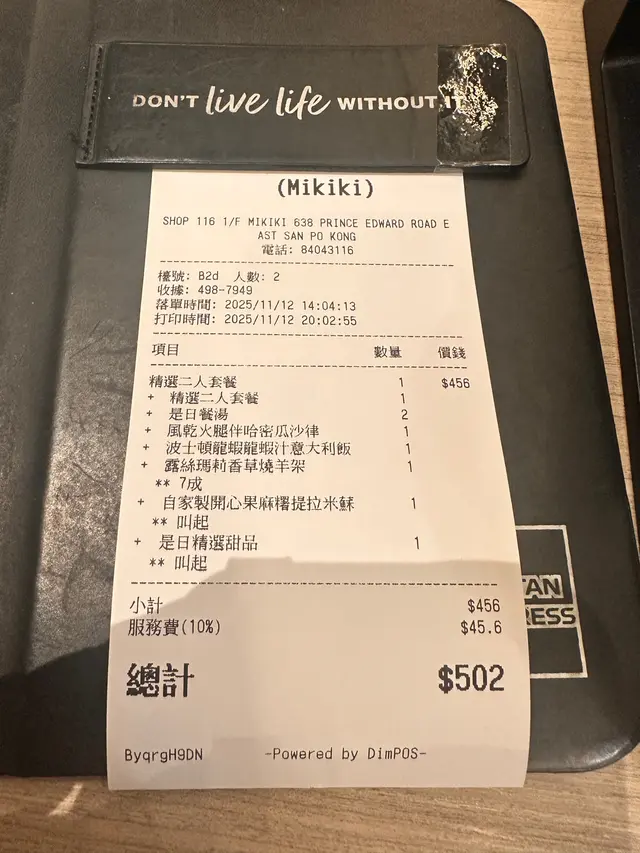 DON'T live life WITHOUT IT
(Mikiki)
SHOP 116 1/F MIKIKI 638 PRINCE EDWARD ROAD E
AST SAN PO KONG
電話: 84043116
檯號: B2d 人數: 2
收據: 498-7949
落單時間: 2025/11/12 14:04:13
打印時間: 2025/11/12 20:02:55
項目 數量 價錢
精選二人套餐 1 $456
+ 精選二人套餐 1
+ 是日餐湯 2
+ 風乾火腿伴哈密瓜沙律 1
+ 波士頓龍蝦龍蝦汁意大利飯 1
+ 露絲瑪莉香草燒羊架 1
** 7成
+ 自家製開心果麻糬提拉米蘇 1
** 叫起
+ 是日精選甜品 1
** 叫起
小計 $456
服務費(10%) $45.6
總計 $502
ByqrgH9DN -Powered by DimPOS-